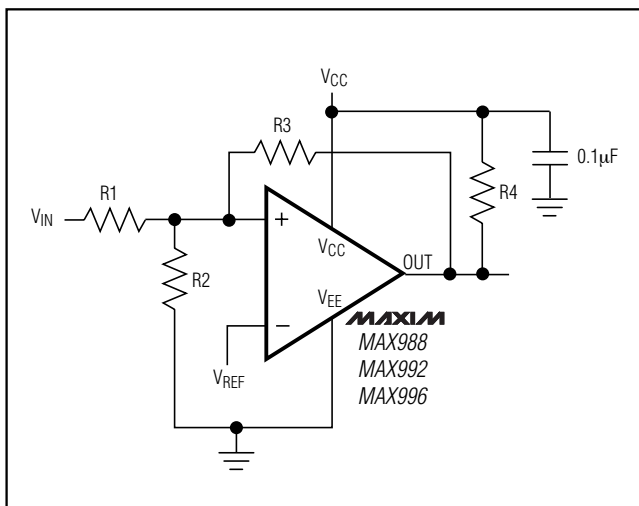 VCC
R3
0.1µF
R1
R4
VIN
+
VCC
OUT
R2
VEE
−
MAXIM
MAX988
VREF
MAX992
MAX996